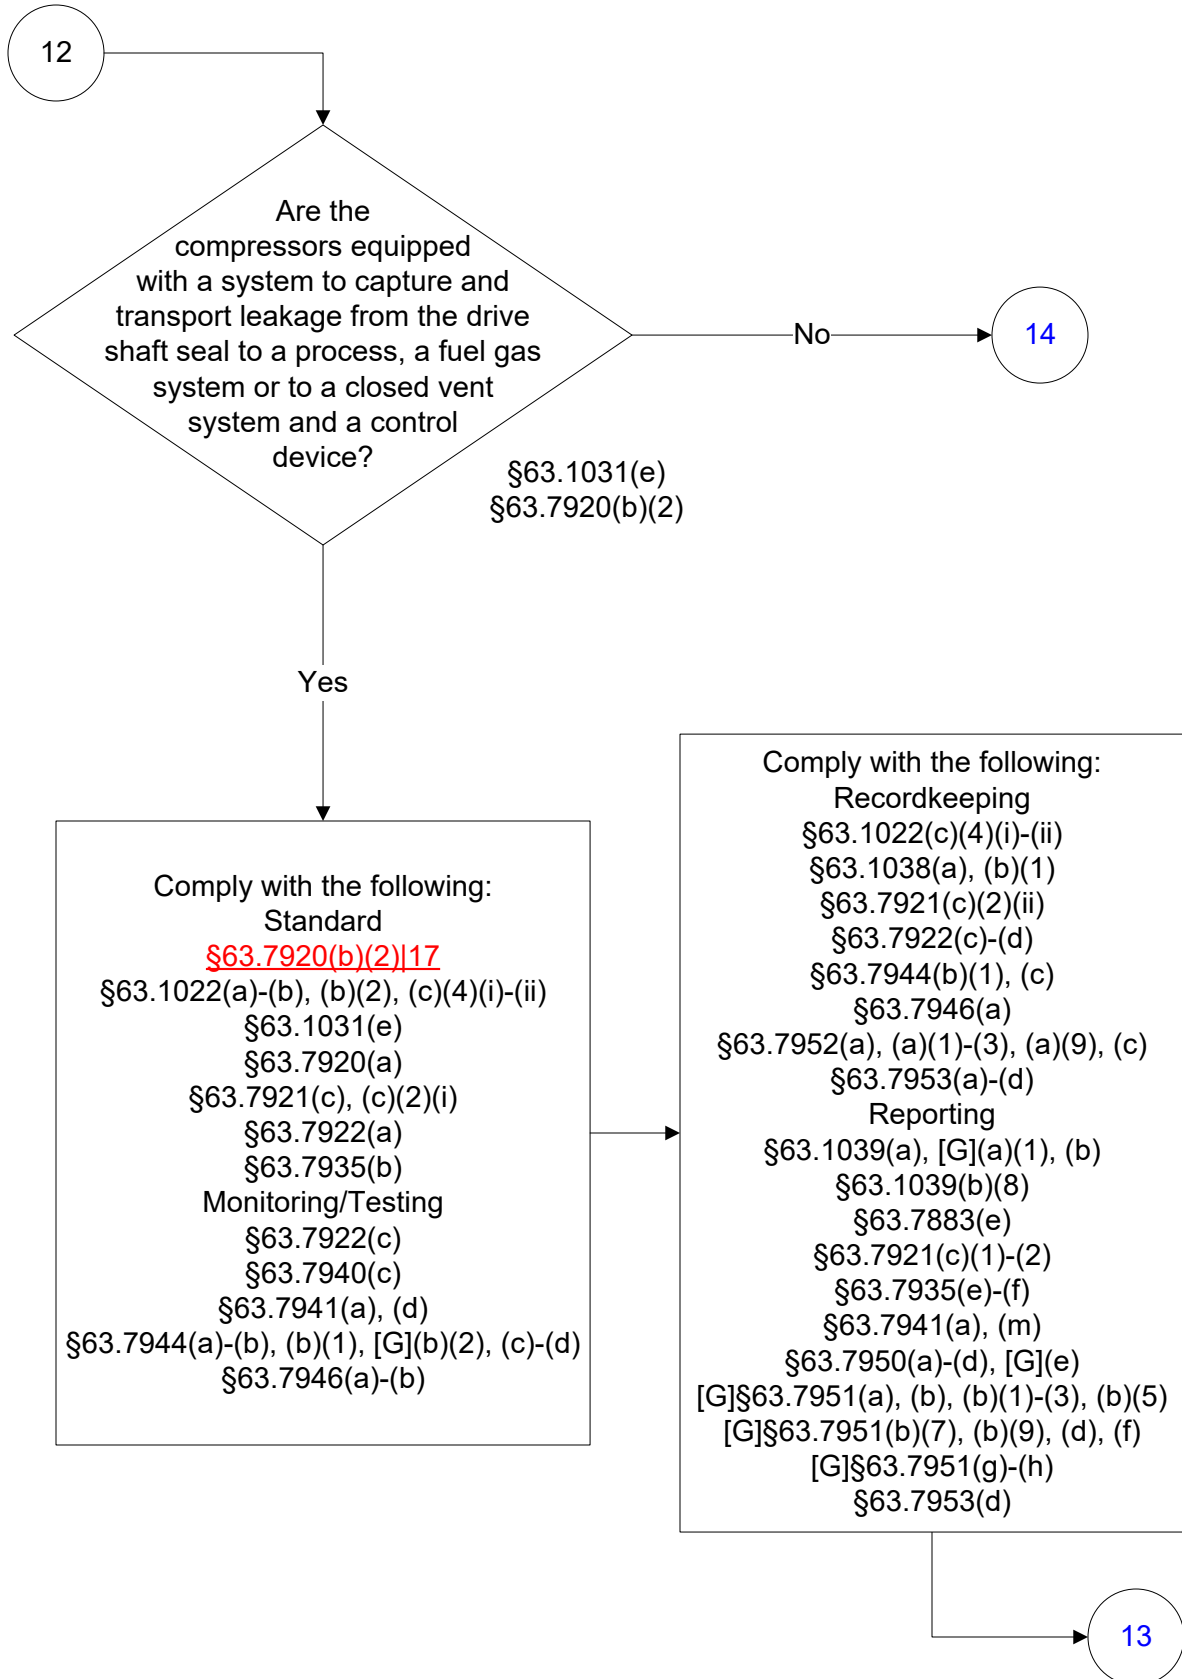 12
Are the
compressors equipped
with a system to capture and
transport leakage from the drive
shaft seal to a process, a fuel gas
system or to a closed vent
system and a control
device?
No
14
§63.1031(e)
§63.7920(b)(2)
Yes
Comply with the following:
Standard
§63.7920(b)(2)|17
§63.1022(a)-(b), (b)(2), (c)(4)(i)-(ii)
§63.1031(e)
§63.7920(a)
§63.7921(c), (c)(2)(i)
§63.7922(a)
§63.7935(b)
Monitoring/Testing
§63.7922(c)
§63.7940(c)
§63.7941(a), (d)
§63.7944(a)-(b), (b)(1), [G](b)(2), (c)-(d)
§63.7946(a)-(b)
Comply with the following:
Recordkeeping
§63.1022(c)(4)(i)-(ii)
§63.1038(a), (b)(1)
§63.7921(c)(2)(ii)
§63.7922(c)-(d)
§63.7944(b)(1), (c)
§63.7946(a)
§63.7952(a), (a)(1)-(3), (a)(9), (c)
§63.7953(a)-(d)
Reporting
§63.1039(a), [G](a)(1), (b)
§63.1039(b)(8)
§63.7883(e)
§63.7921(c)(1)-(2)
§63.7935(e)-(f)
§63.7941(a), (m)
§63.7950(a)-(d), [G](e)
[G]§63.7951(a), (b), (b)(1)-(3), (b)(5)
[G]§63.7951(b)(7), (b)(9), (d), (f)
[G]§63.7951(g)-(h)
§63.7953(d)
13